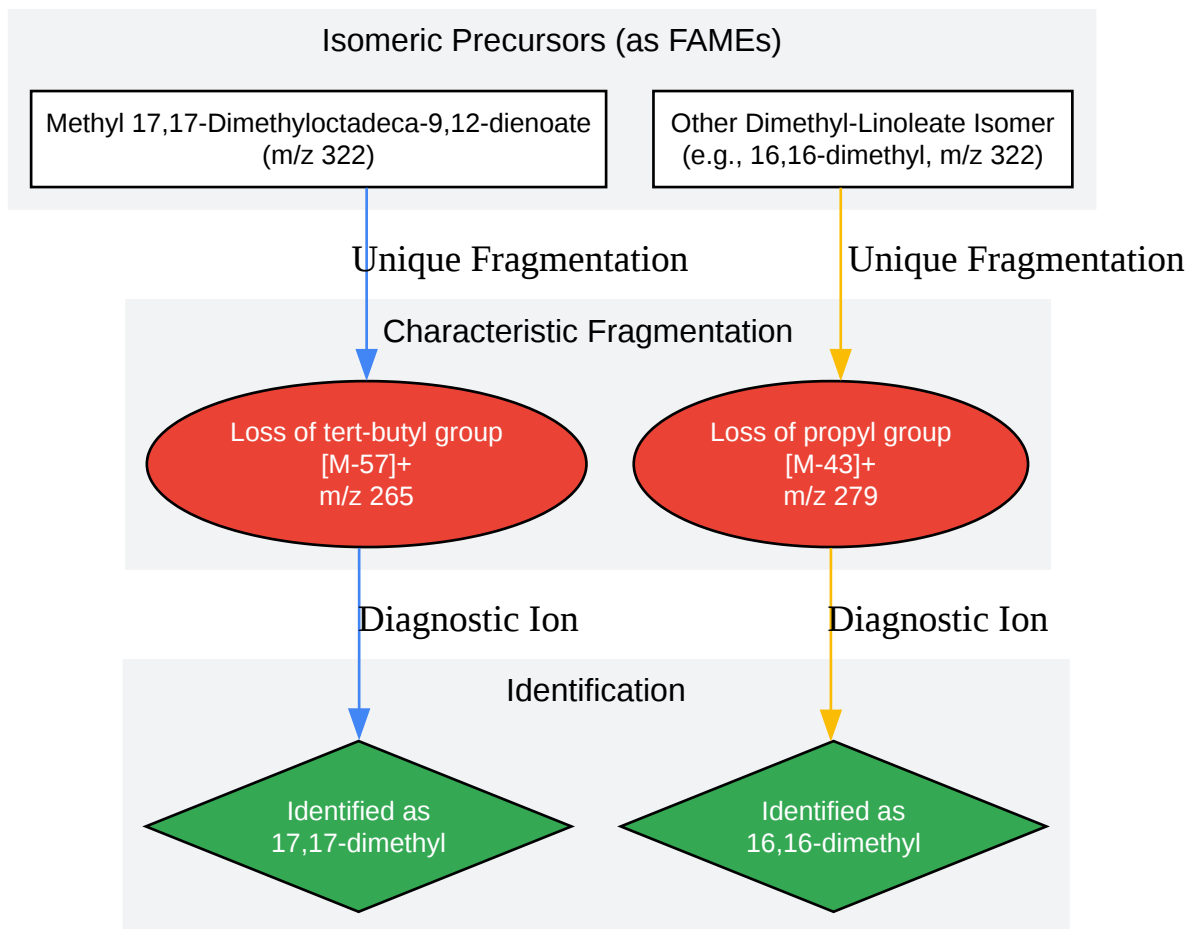 Isomeric Precursors (as FAMEs)
Methyl 17,17-Dimethyloctadeca-9,12-dienoate
(m/z 322)
Other Dimethyl-Linoleate Isomer
(e.g., 16,16-dimethyl, m/z 322)
Unique Fragmentation
Unique Fragmentation
Characteristic Fragmentation
Loss of tert-butyl group
[M-57]+
m/z 265
Loss of propyl group
[M-43]+
m/z 279
Diagnostic Ion
Diagnostic Ion
Identification
Identified as
17,17-dimethyl
Identified as
16,16-dimethyl